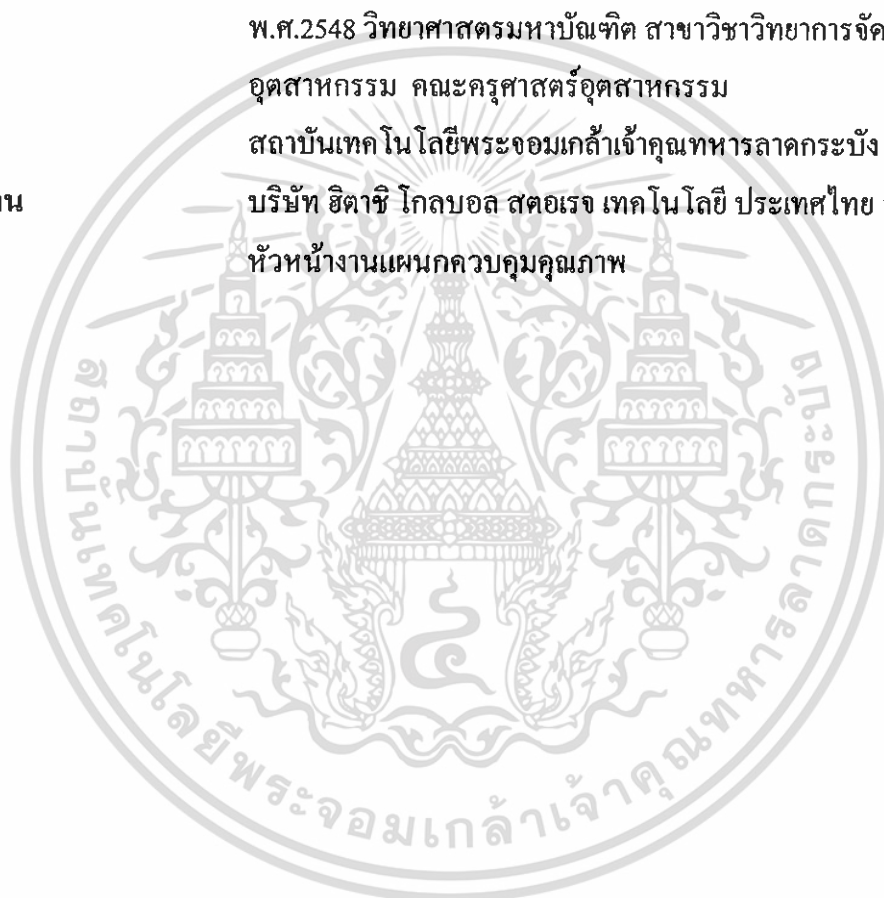 พ.ศ.2548 วิทยาศาสตรมหาบัณฑิต สาขาวิชาวิทยาการจัด
อุตสาหกรรม คณะครุศาสตร์อุตสาหกรรม
สถาบันเทคโนโลยีพระจอมเกล้าเจ้าคุณทหารลาดกระบัง
าน บริษัท ฮิตาชิ โกลบอล สตอเรจ เทคโนโลยี ประเทศไทย
หัวหน้างานแผนกควบคุมคุณภาพ
สถาบันเทคโนโลยีพระจอมเกล้าเจ้าคุณทหารลาดกระบัง
๔